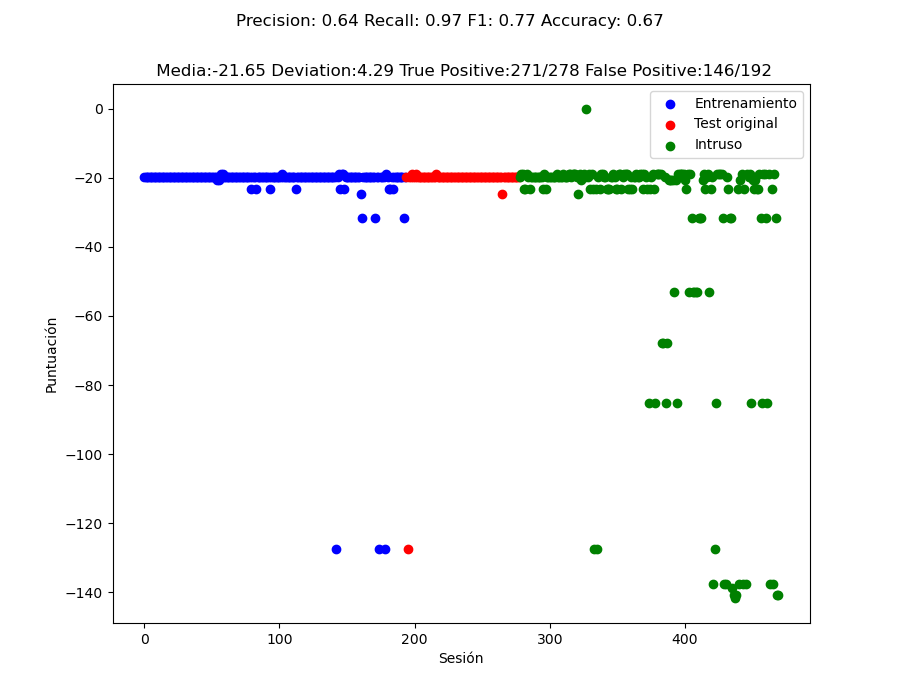 Precision: 0.64 Recall: 0.97 F1: 0.77 Accuracy: 0.67
Media:-21.65 Deviation:4.29 True Positive:271/278 False Positive:146/192
Entrenamiento
Test original
Intruso
0
−20
−40
−60
−80
−100
−120
−140
Puntuación
0 100 200 300 400
Sesión